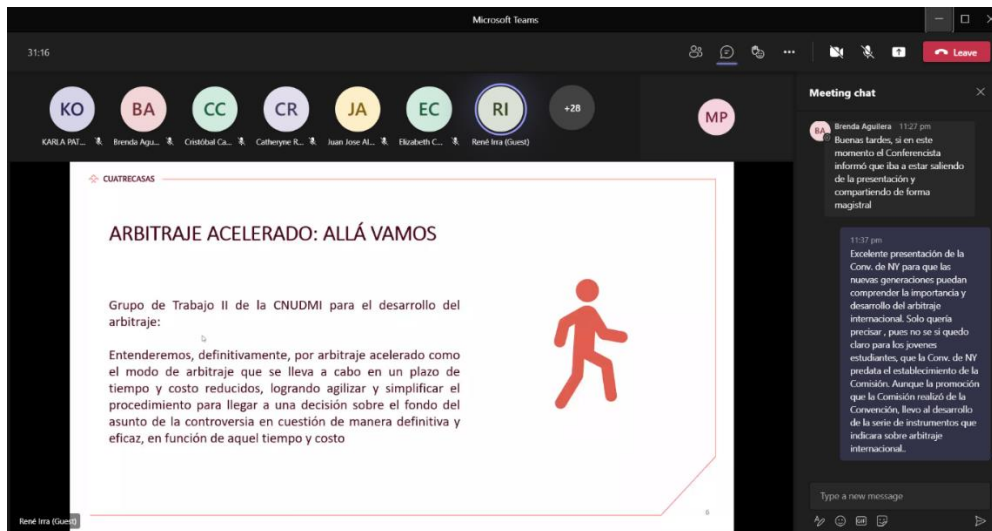 Microsoft Teams
31:16
Leave
KO
BA
CC
CR
JA
EC
RI
+28
MP
KARLA PAT...
Brenda Agu...
Cristóbal Ca...
Catheryne R...
Juan Jose Al...
Elizabeth C...
René Irra (Guest)
CUATRECASAS
ARBITRAJE ACELERADO: ALLÁ VAMOS
Grupo de Trabajo II de la CNUDMI para el desarrollo del
arbitraje:
Entenderemos, definitivamente, por arbitraje acelerado como
el modo de arbitraje que se lleva a cabo en un plazo de
tiempo y costo reducidos, logrando agilizar y simplificar el
procedimiento para llegar a una decisión sobre el fondo del
asunto de la controversia en cuestión de manera definitiva y
eficaz, en función de aquel tiempo y costo
René Irra (Guest)
Meeting chat
BA
Brenda Aguilera 11:27 pm
Buenas tardes, si en este
momento el Conferencista
informó que iba a estar saliendo
de la presentación y
compartiendo de forma
magistral
11:37 pm
Excelente presentación de la
Conv. de NY para que las
nuevas generaciones puedan
comprender la importancia y
desarrollo del arbitraje
internacional. Solo quería
precisar , pues no se si quedo
claro para los jovenes
estudiantes, que la Conv. de NY
predata el establecimiento de la
Comisión. Aunque la promoción
que la Comisión realizó de la
Convención, llevo al desarrollo
de la serie de instrumentos que
indicara sobre arbitraje
internacional..
Type a new message
GIF